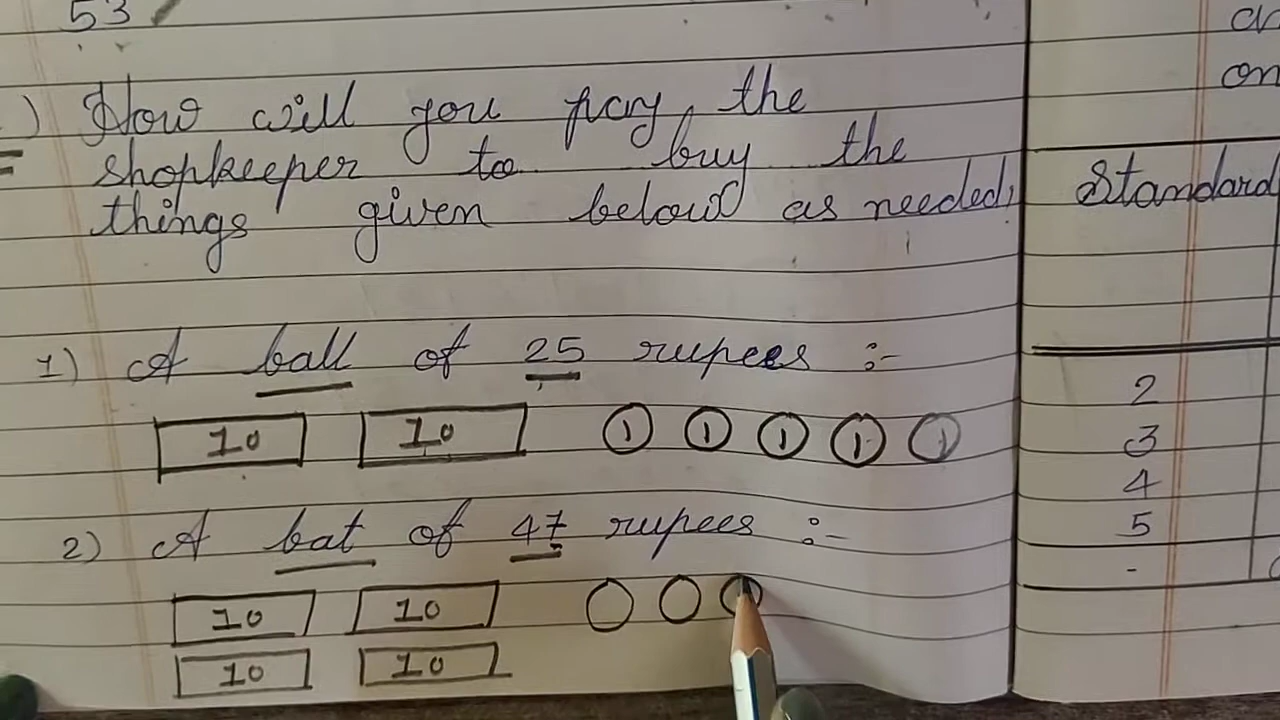 53
) How will you pay, the
shopkeeper to buy the
things given below as needed,
1) A ball of 25 rupees :-
10 10 1 1 1 1 1
2) A bat of 47 rupees :-
10 10
10 10
on
Standard
2
3
4
5
-